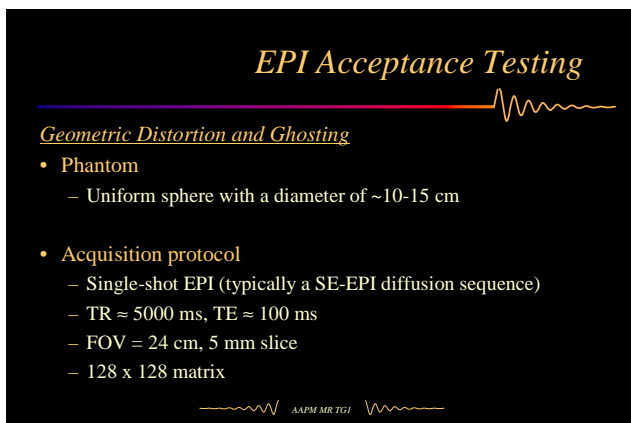 EPI Acceptance Testing
Geometric Distortion and Ghosting
• Phantom
– Uniform sphere with a diameter of ~10-15 cm
• Acquisition protocol
– Single-shot EPI (typically a SE-EPI diffusion sequence)
– TR ≈ 5000 ms, TE ≈ 100 ms
– FOV = 24 cm, 5 mm slice
– 128 x 128 matrix
AAPM MR TG1